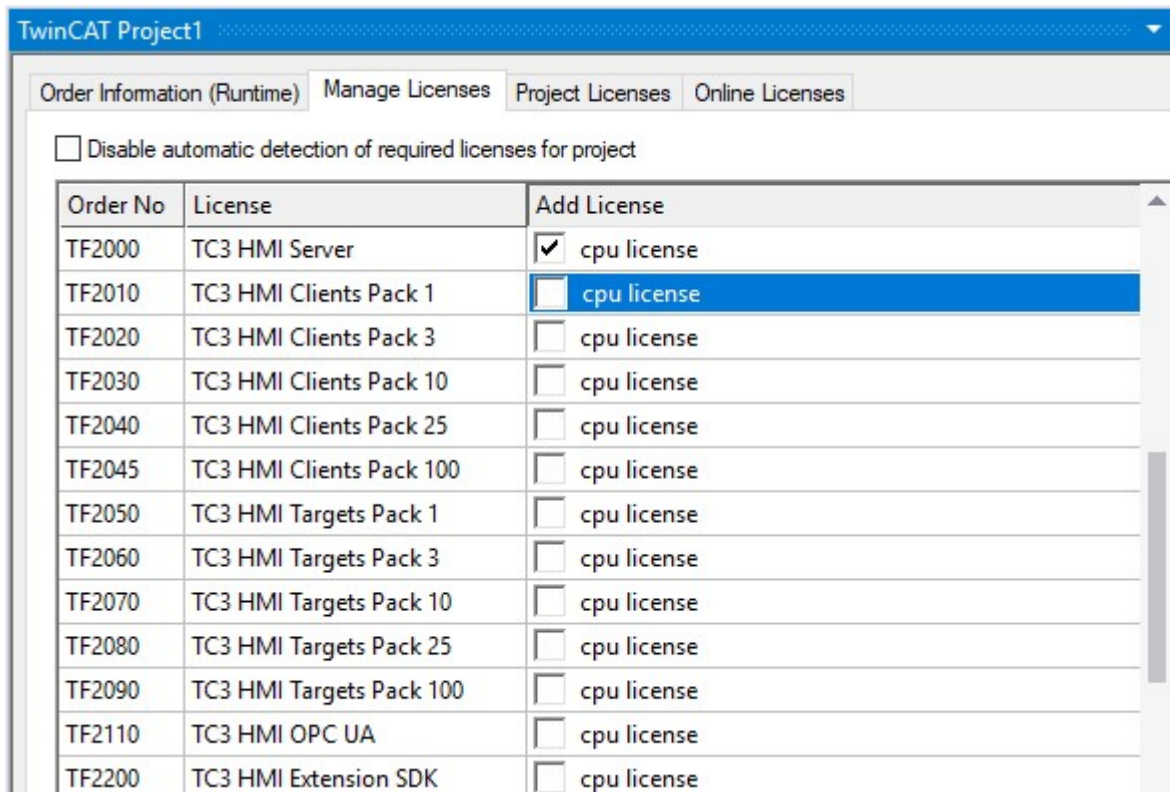 TwinCAT Project1
Order Information (Runtime) Manage Licenses Project Licenses Online Licenses
Disable automatic detection of required licenses for project
Order No License Add License
TF2000 TC3 HMI Server cpu license
TF2010 TC3 HMI Clients Pack 1 cpu license
TF2020 TC3 HMI Clients Pack 3 cpu license
TF2030 TC3 HMI Clients Pack 10 cpu license
TF2040 TC3 HMI Clients Pack 25 cpu license
TF2045 TC3 HMI Clients Pack 100 cpu license
TF2050 TC3 HMI Targets Pack 1 cpu license
TF2060 TC3 HMI Targets Pack 3 cpu license
TF2070 TC3 HMI Targets Pack 10 cpu license
TF2080 TC3 HMI Targets Pack 25 cpu license
TF2090 TC3 HMI Targets Pack 100 cpu license
TF2110 TC3 HMI OPC UA cpu license
TF2200 TC3 HMI Extension SDK cpu license